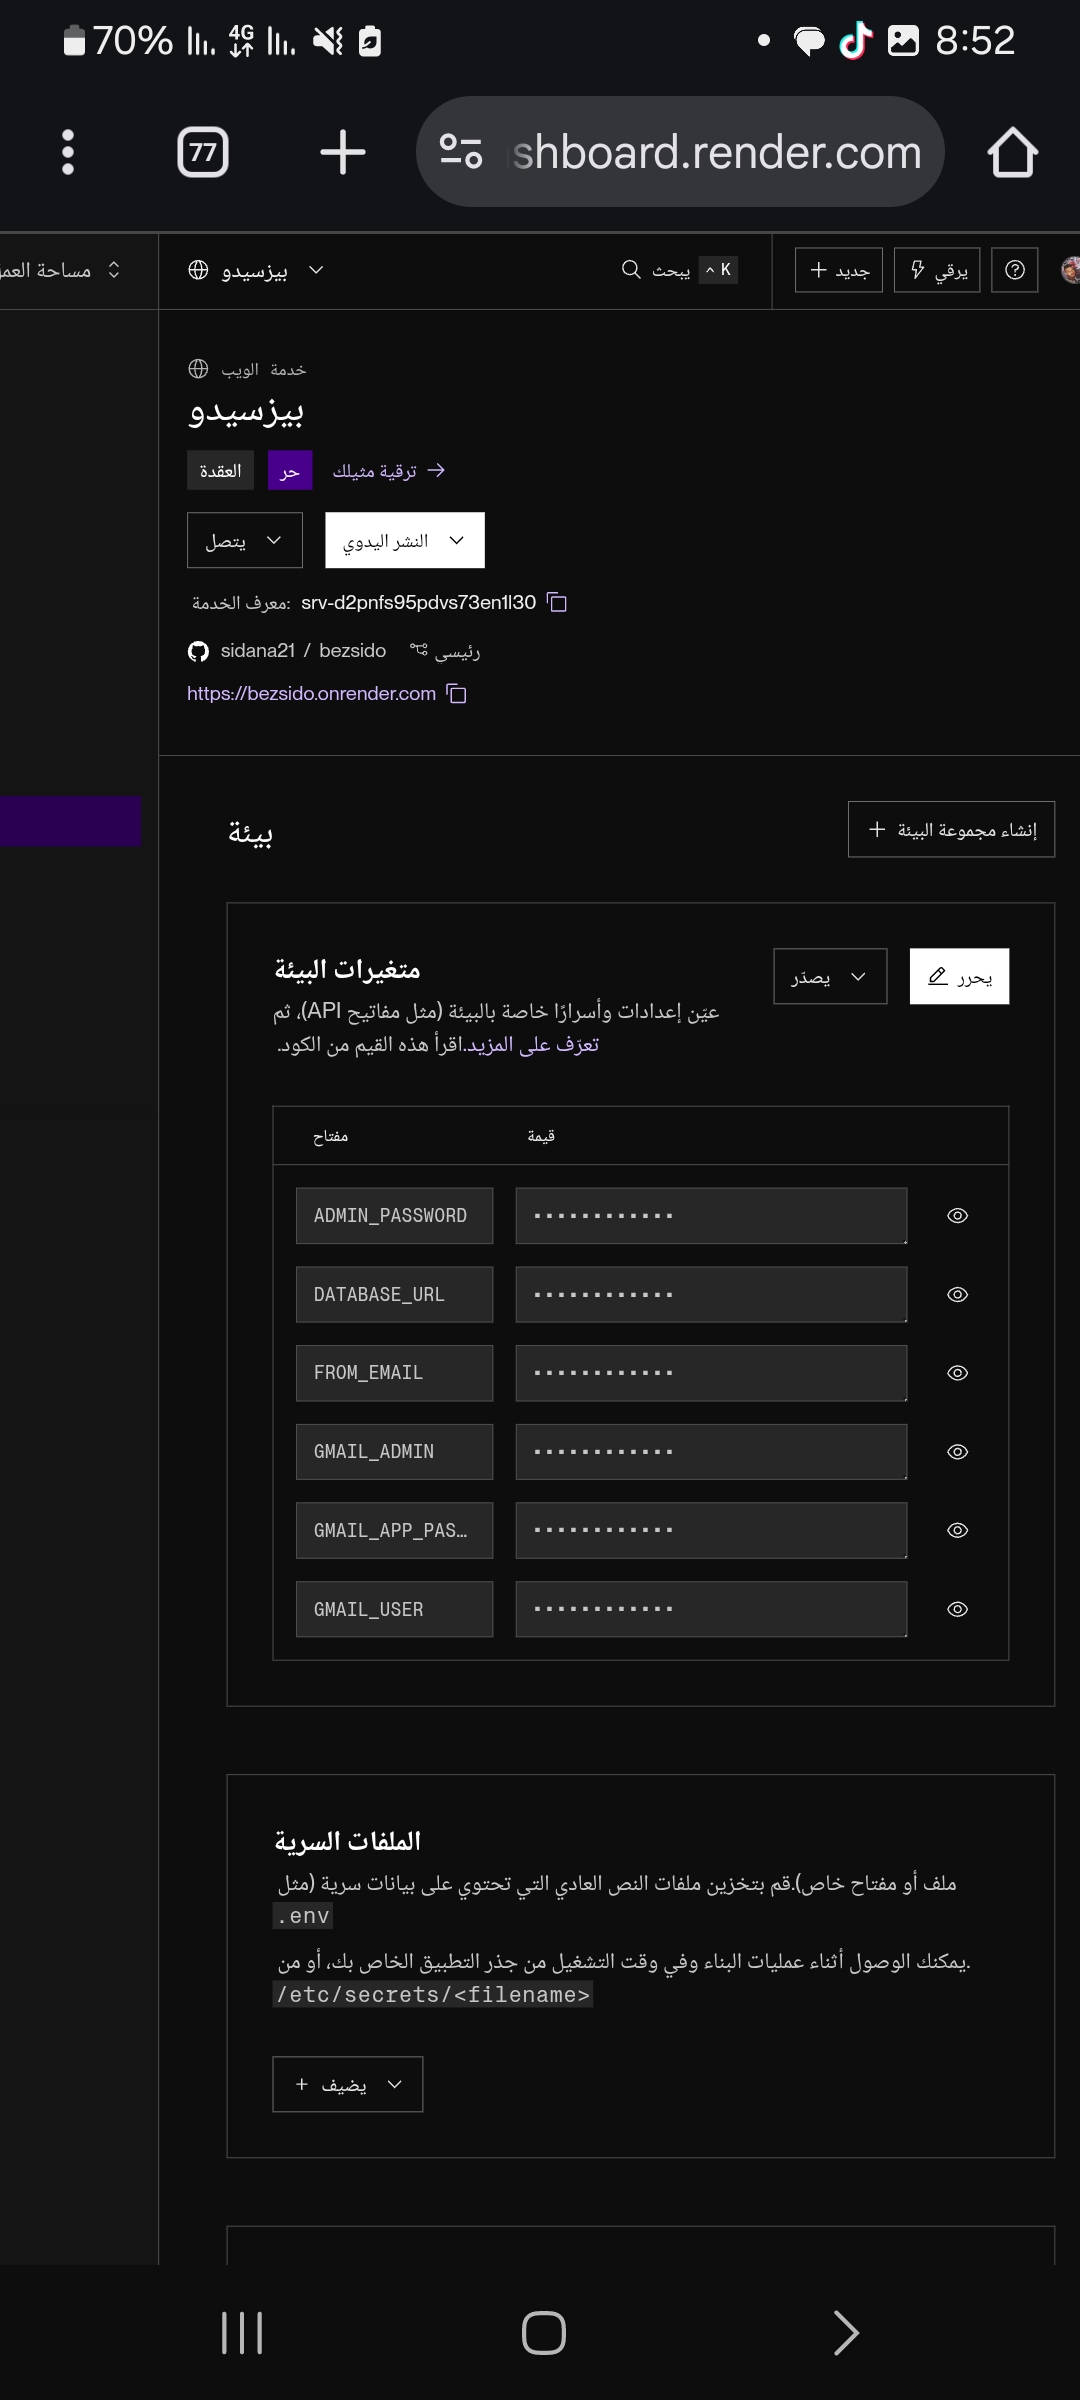 70% 4G 8:52
77 shboard.render.com
مساحة العمل بيزسيدو يبحث ^ K + جديد يرقي
خدمة الويب
بيزسيدو
العقدة حر ترقية مثيلك →
يتصل النشر اليدوي
معرف الخدمة: srv-d2pnfs95pdvs73en1l30
sidana21 / bezsido رئيسي
https://bezsido.onrender.com
بيئة + إنشاء مجموعة البيئة
متغيرات البيئة يصدّر يحرر
عيّن إعدادات وأسرارًا خاصة بالبيئة (مثل مفاتيح API)، ثم
اقرأ هذه القيم من الكود. تعرّف على المزيد.
مفتاح قيمة
ADMIN_PASSWORD ············
DATABASE_URL ············
FROM_EMAIL ············
GMAIL_ADMIN ············
GMAIL_APP_PAS… ············
GMAIL_USER ············
الملفات السرية
ملف أو مفتاح خاص).قم بتخزين ملفات النص العادي التي تحتوي على بيانات سرية (مثل
.env
يمكنك الوصول أثناء عمليات البناء وفي وقت التشغيل من جذر التطبيق الخاص بك، أو من.
/etc/secrets/<filename>
+ يضيف